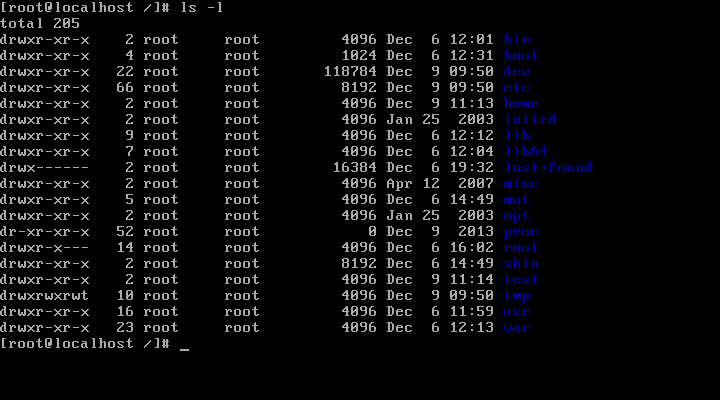 [root@localhost /]# ls -l
total 205
drwxr-xr-x    2 root     root         4096 Dec  6 12:01 bin
drwxr-xr-x    4 root     root         1024 Dec  6 12:31 boot
drwxr-xr-x   22 root     root       118784 Dec  9 09:50 dev
drwxr-xr-x   66 root     root         8192 Dec  9 09:50 etc
drwxr-xr-x    2 root     root         4096 Dec  9 11:13 home
drwxr-xr-x    2 root     root         4096 Jan 25  2003 initrd
drwxr-xr-x    9 root     root         4096 Dec  6 12:12 lib
drwxr-xr-x    7 root     root         4096 Dec  6 12:04 lib64
drwx------    2 root     root        16384 Dec  6 19:32 lost+found
drwxr-xr-x    2 root     root         4096 Apr 12  2007 misc
drwxr-xr-x    5 root     root         4096 Dec  6 14:49 mnt
drwxr-xr-x    2 root     root         4096 Jan 25  2003 opt
dr-xr-xr-x   52 root     root            0 Dec  9  2013 proc
drwxr-x---   14 root     root         4096 Dec  6 16:02 root
drwxr-xr-x    2 root     root         8192 Dec  6 14:49 sbin
drwxr-xr-x    2 root     root         4096 Dec  9 11:14 test
drwxrwxrwt   10 root     root         4096 Dec  9 09:50 tmp
drwxr-xr-x   16 root     root         4096 Dec  6 11:59 usr
drwxr-xr-x   23 root     root         4096 Dec  6 12:13 var
[root@localhost /]# _